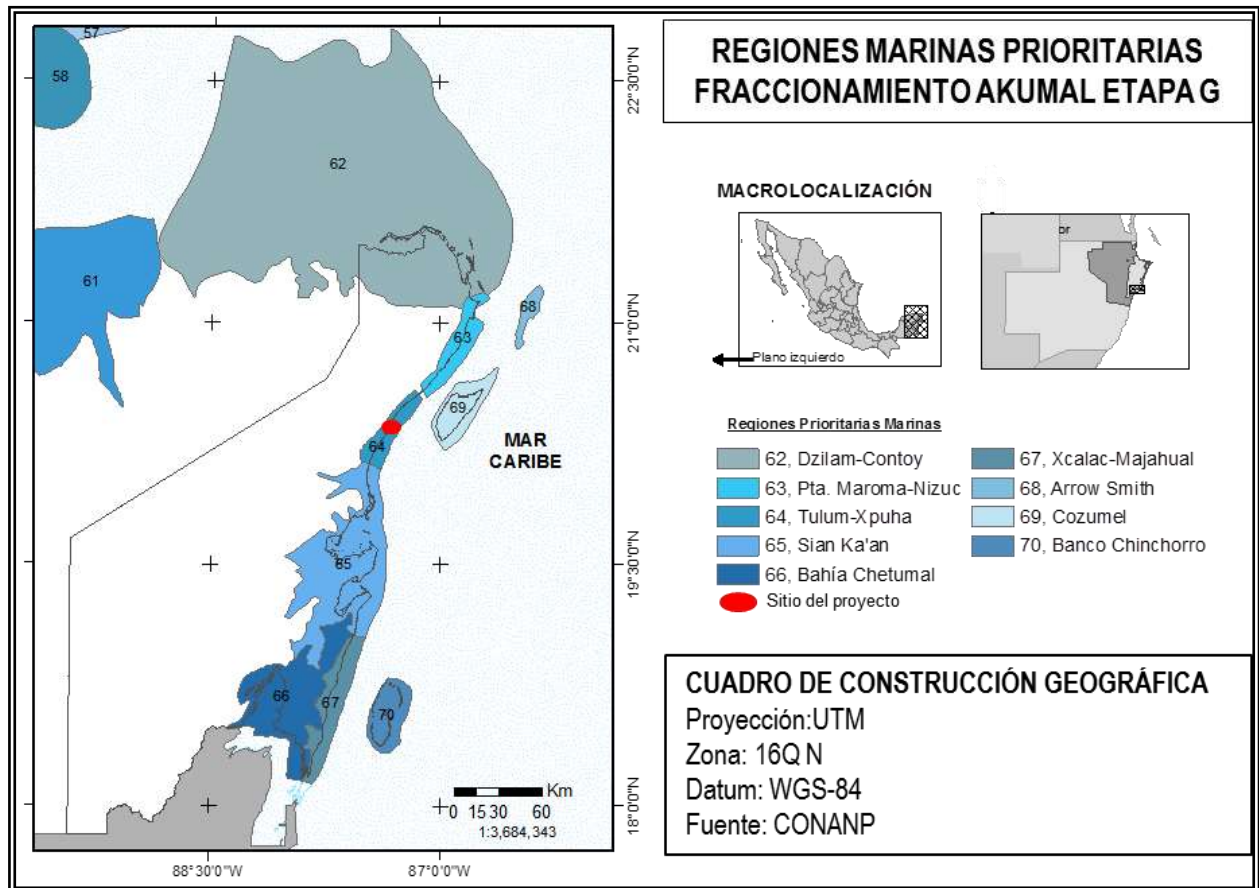 REGIONES MARINAS PRIORITARIAS
FRACCIONAMIENTO AKUMAL ETAPA G
57
58
62
61
63
68
69
64
MAR
CARIBE
65
66
67
70
22°30'0"N
21°0'0"N
19°30'0"N
18°0'0"N
88°30'0"W
87°0'0"W
Km
0 15 30 60
1:3,684,343
MACROLOCALIZACIÓN
or
Plano izquierdo
Regiones Prioritarias Marinas
62, Dzilam-Contoy
63, Pta. Maroma-Nizuc
64, Tulum-Xpuha
65, Sian Ka'an
66, Bahía Chetumal
Sitio del proyecto
67, Xcalac-Majahual
68, Arrow Smith
69, Cozumel
70, Banco Chinchorro
CUADRO DE CONSTRUCCIÓN GEOGRÁFICA
Proyección:UTM
Zona: 16Q N
Datum: WGS-84
Fuente: CONANP